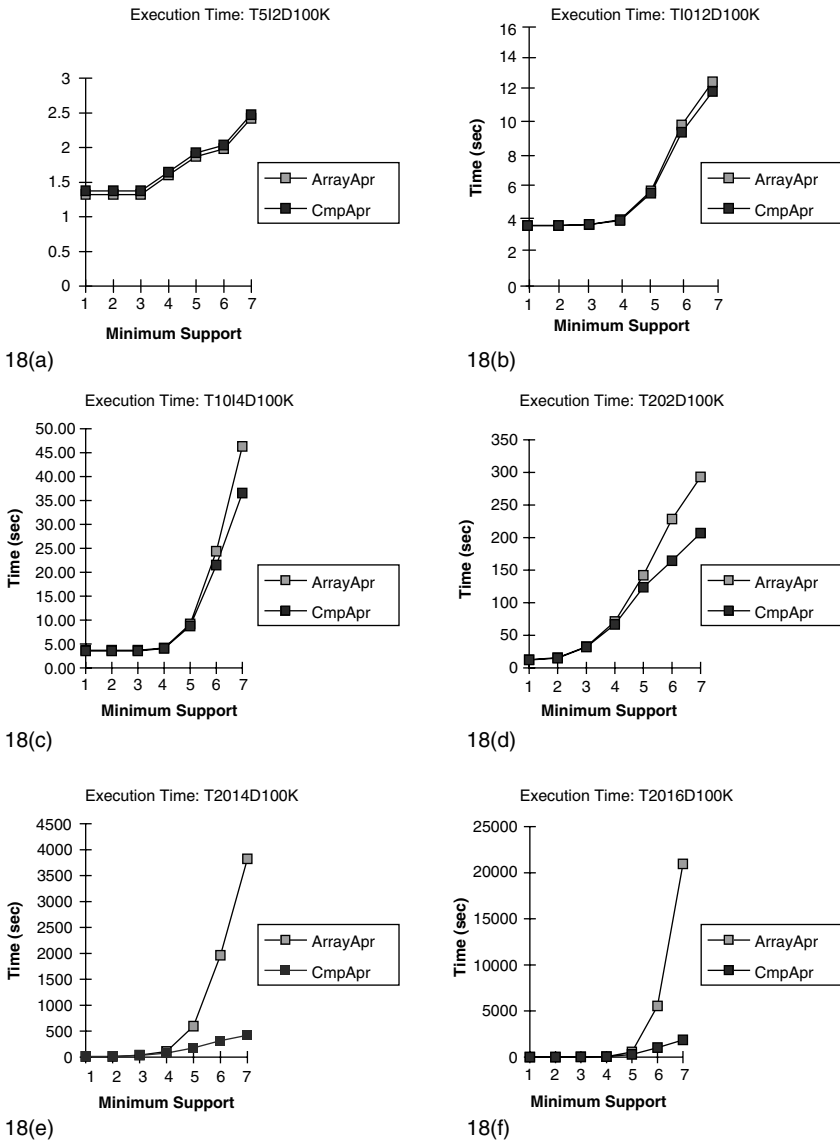 Execution Time: T5I2D100K
3
2.5
2
1.5
1
0.5
0
1 2 3 4 5 6 7
Minimum Support
ArrayApr
CmpApr
18(a)
Execution Time: TI012D100K
Time (sec)
16
14
12
10
8
6
4
2
0
1 2 3 4 5 6 7
Minimum Support
ArrayApr
CmpApr
18(b)
Execution Time: T10I4D100K
Time (sec)
50.00
45.00
40.00
35.00
30.00
25.00
20.00
15.00
10.00
5.00
0.00
1 2 3 4 5 6 7
Minimum Support
ArrayApr
CmpApr
18(c)
Execution Time: T202D100K
Time (sec)
350
300
250
200
150
100
50
0
1 2 3 4 5 6 7
Minimum Support
ArrayApr
CmpApr
18(d)
Execution Time: T2014D100K
Time (sec)
4500
4000
3500
3000
2500
2000
1500
1000
500
0
1 2 3 4 5 6 7
Minimum Support
ArrayApr
CmpApr
18(e)
Execution Time: T2016D100K
Time (sec)
25000
20000
15000
10000
5000
0
1 2 3 4 5 6 7
Minimum Support
ArrayApr
CmpApr
18(f)